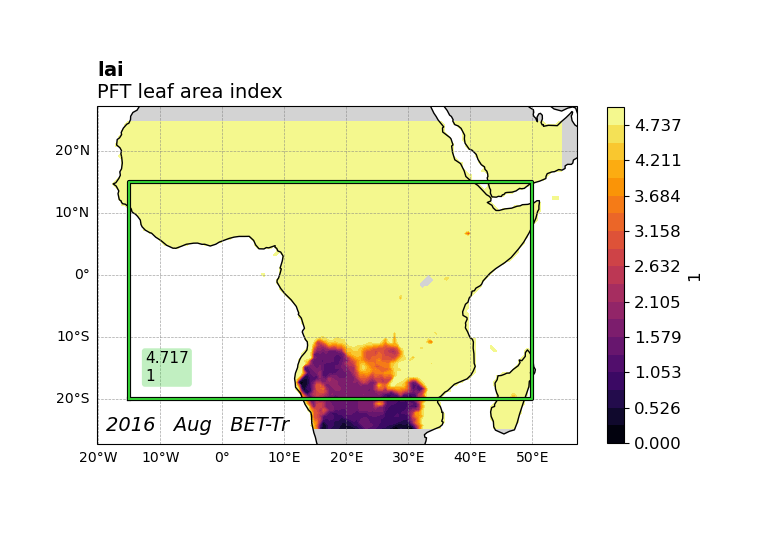 lai
PFT leaf area index
20°N
10°N
0°
10°S
20°S
20°W
10°W
0°
10°E
20°E
30°E
40°E
50°E
4.717
1
2016 Aug BET-Tr
4.737
4.211
3.684
3.158
2.632
2.105
1.579
1.053
0.526
0.000
1